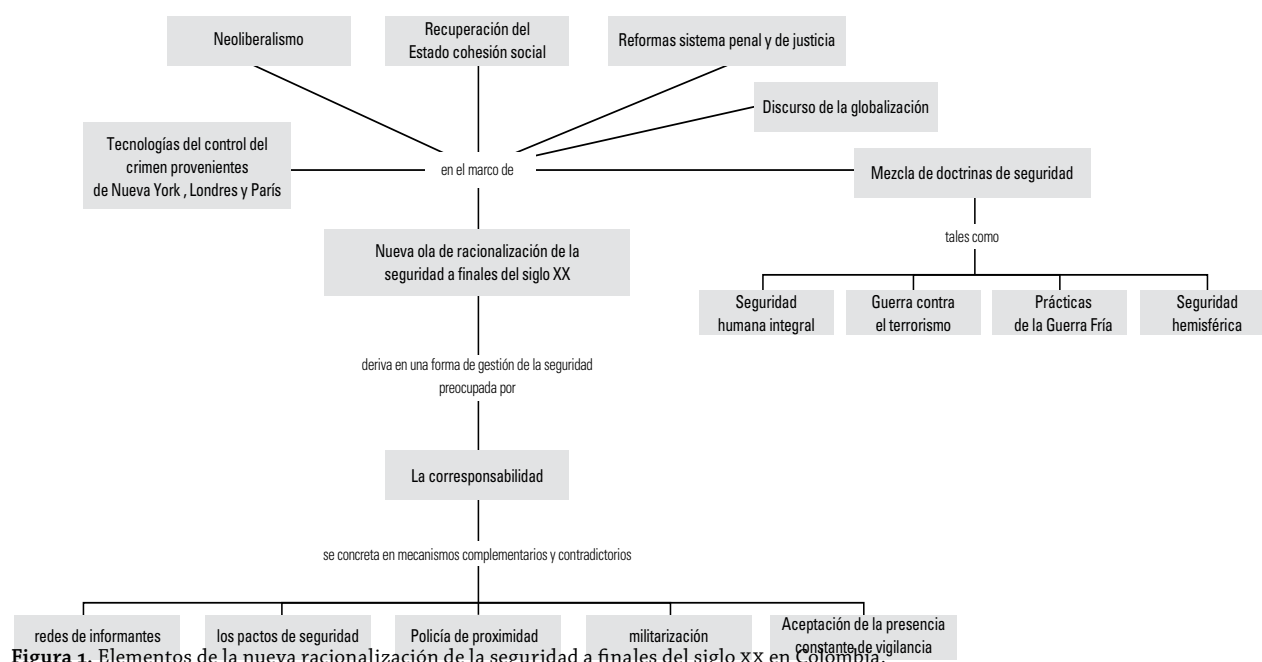 Neoliberalismo
Recuperación del
Estado cohesión social
Reformas sistema penal y de justicia
Discurso de la globalización
Tecnologías del control del
crimen provenientes
de Nueva York , Londres y París
en el marco de
Mezcla de doctrinas de seguridad
tales como
Nueva ola de racionalización de la
seguridad a finales del siglo XX
Seguridad
humana integral
Guerra contra
el terrorismo
Prácticas
de la Guerra Fría
Seguridad
hemisférica
deriva en una forma de gestión de la seguridad
preocupada por
La corresponsabilidad
se concreta en mecanismos complementarios y contradictorios
redes de informantes
los pactos de seguridad
Policía de proximidad
militarización
Aceptación de la presencia
constante de vigilancia
Figura 1. Elementos de la nueva racionalización de la seguridad a finales del siglo XX en Colombia.